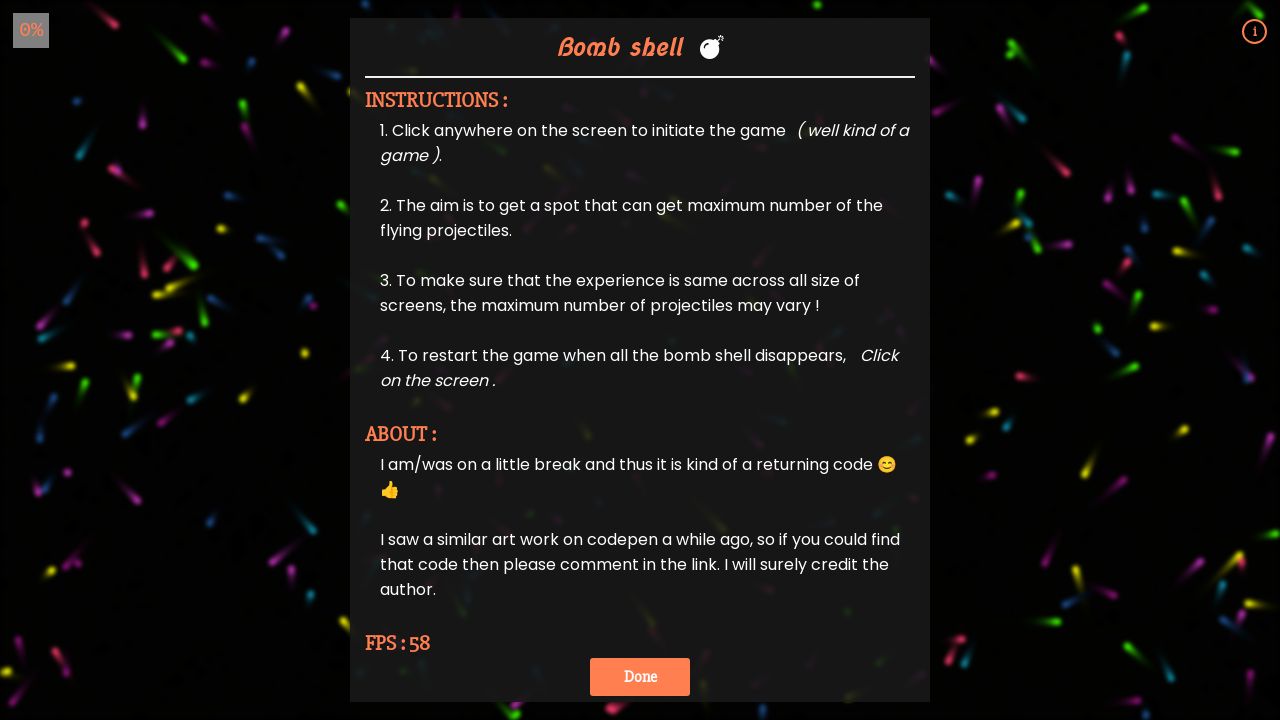 0%
i
Bomb shell 💣
INSTRUCTIONS :
1. Click anywhere on the screen to initiate the game ( well kind of a
game ).
2. The aim is to get a spot that can get maximum number of the
flying projectiles.
3. To make sure that the experience is same across all size of
screens, the maximum number of projectiles may vary !
4. To restart the game when all the bomb shell disappears, Click
on the screen .
ABOUT :
I am/was on a little break and thus it is kind of a returning code 😊
👍
I saw a similar art work on codepen a while ago, so if you could find
that code then please comment in the link. I will surely credit the
author.
FPS : 58
Done